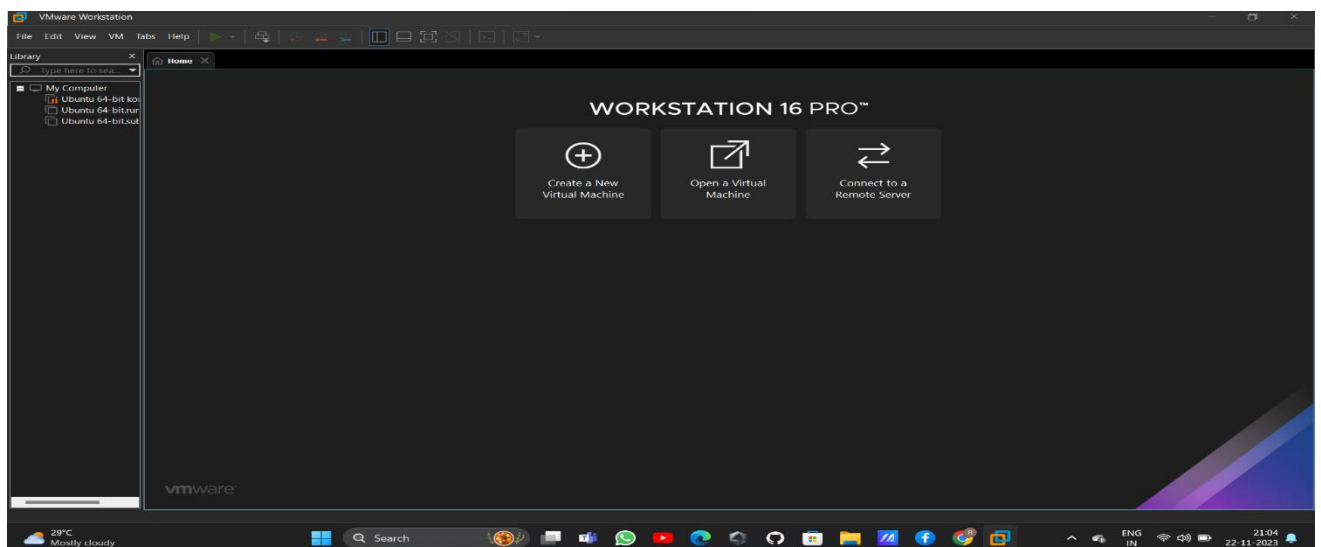 VMware Workstation
File Edit View VM Tabs Help
Library
Type here to sea...
Home
My Computer
Ubuntu 64-bit
Ubuntu 64-bit.rur
Ubuntu 64-bit.sub
WORKSTATION 16 PRO™
Create a New
Virtual Machine
Open a Virtual
Machine
Connect to a
Remote Server
vmware
29°C
Mostly cloudy
Search
ENG
IN
21:04
22-11-2023